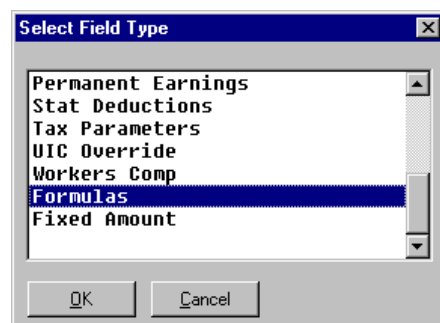 Select Field Type
Permanent Earnings
Stat Deductions
Tax Parameters
UIC Override
Workers Comp
Formulas
Fixed Amount
OK Cancel